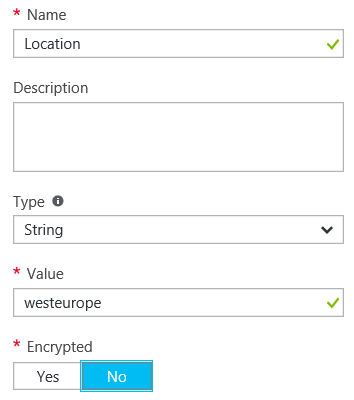 * Name
Location
Description
Type
String
* Value
westeurope
* Encrypted
Yes No